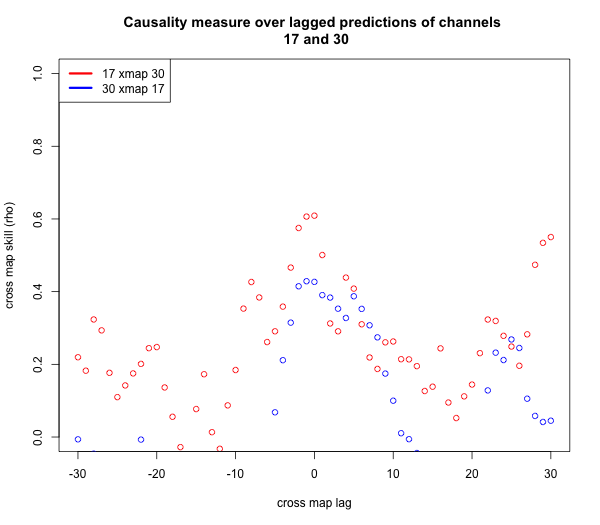 Causality measure over lagged predictions of channels
17 and 30
17 xmap 30
30 xmap 17
cross map skill (rho)
1.0
0.8
0.6
0.4
0.2
0.0
-30
-20
-10
0
10
20
30
cross map lag